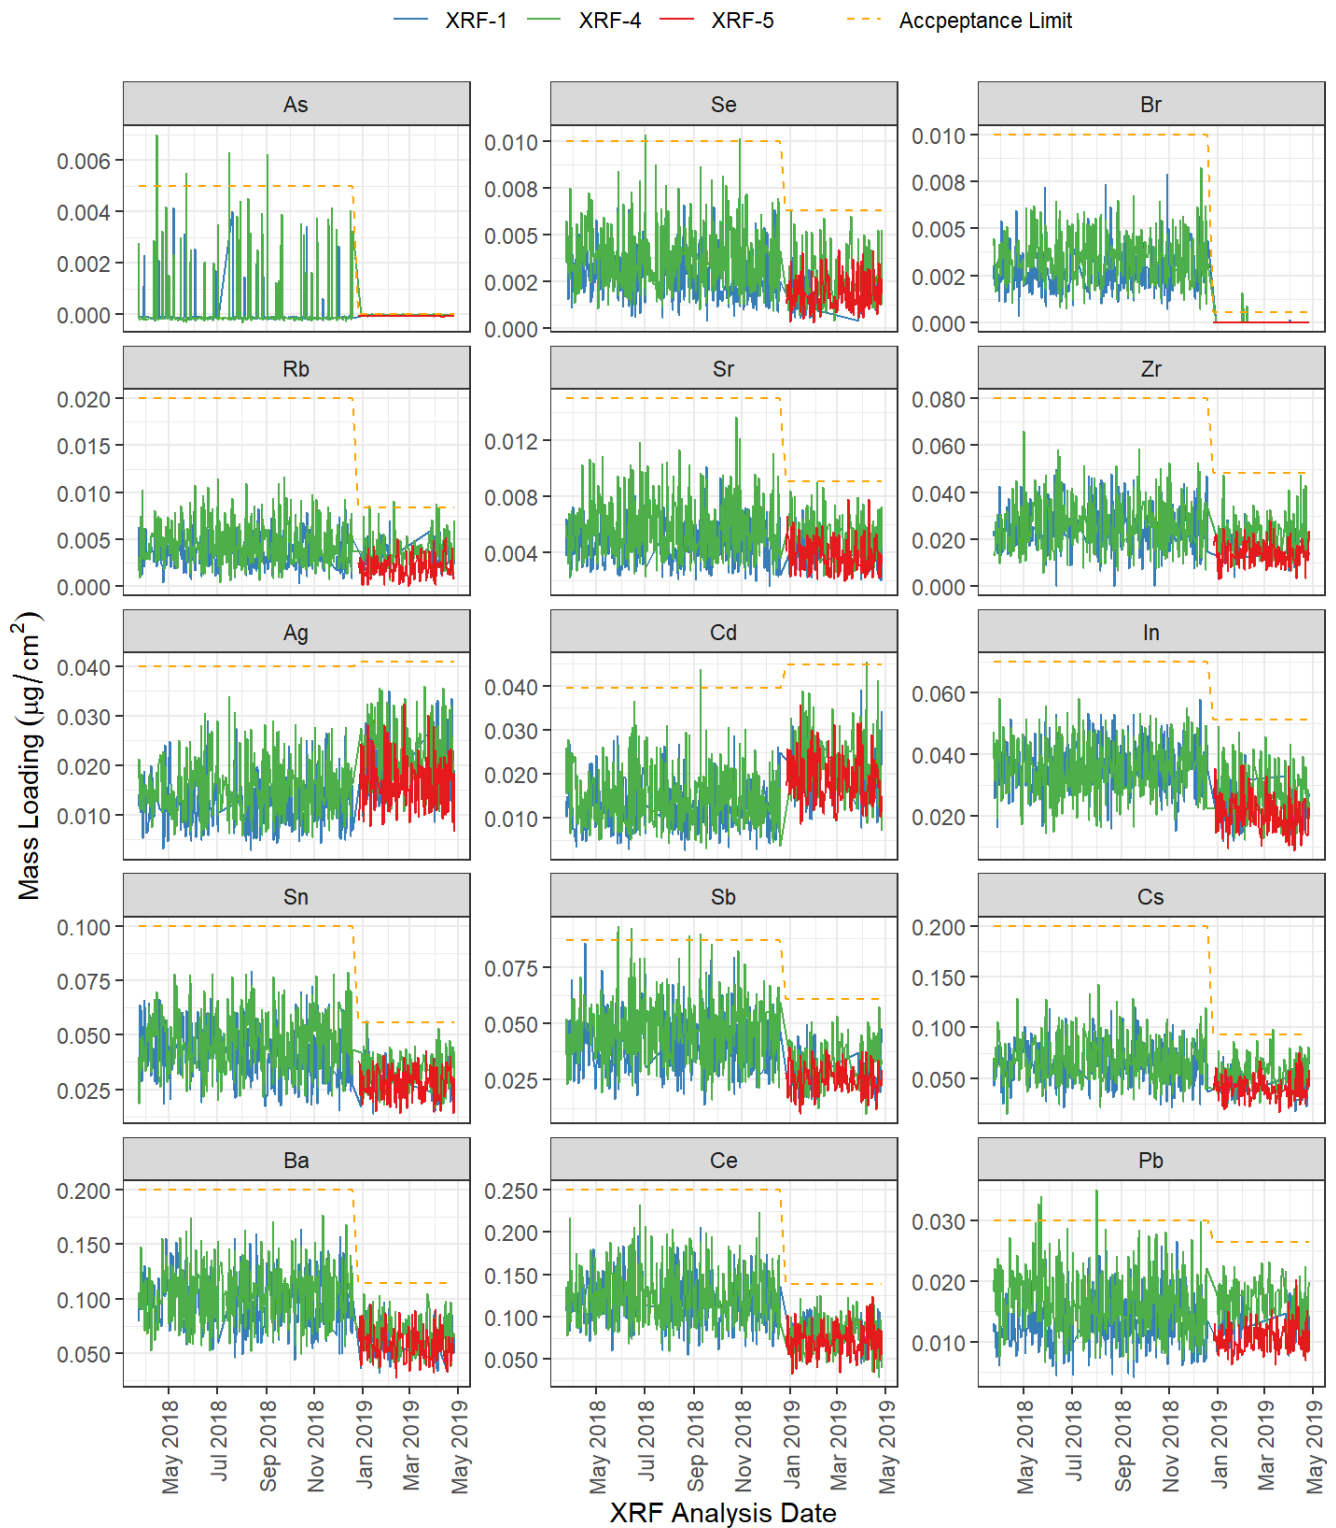 XRF-1 XRF-4 XRF-5 Accpeptance Limit
As Se Br
0.006
0.004
0.002
0.000
0.010
0.008
0.005
0.002
0.000
0.010
0.008
0.005
0.002
0.000
Rb Sr Zr
0.020
0.015
0.010
0.005
0.000
0.012
0.008
0.004
0.080
0.060
0.040
0.020
0.000
Ag Cd In
0.040
0.030
0.020
0.010
0.040
0.030
0.020
0.010
0.060
0.040
0.020
Sn Sb Cs
0.100
0.075
0.050
0.025
0.075
0.050
0.025
0.200
0.150
0.100
0.050
Ba Ce Pb
0.200
0.150
0.100
0.050
0.250
0.200
0.150
0.100
0.050
0.030
0.020
0.010
Mass Loading (μg/cm²)
May 2018
Jul 2018
Sep 2018
Nov 2018
Jan 2019
Mar 2019
May 2019
May 2018
Jul 2018
Sep 2018
Nov 2018
Jan 2019
Mar 2019
May 2019
May 2018
Jul 2018
Sep 2018
Nov 2018
Jan 2019
Mar 2019
May 2019
XRF Analysis Date